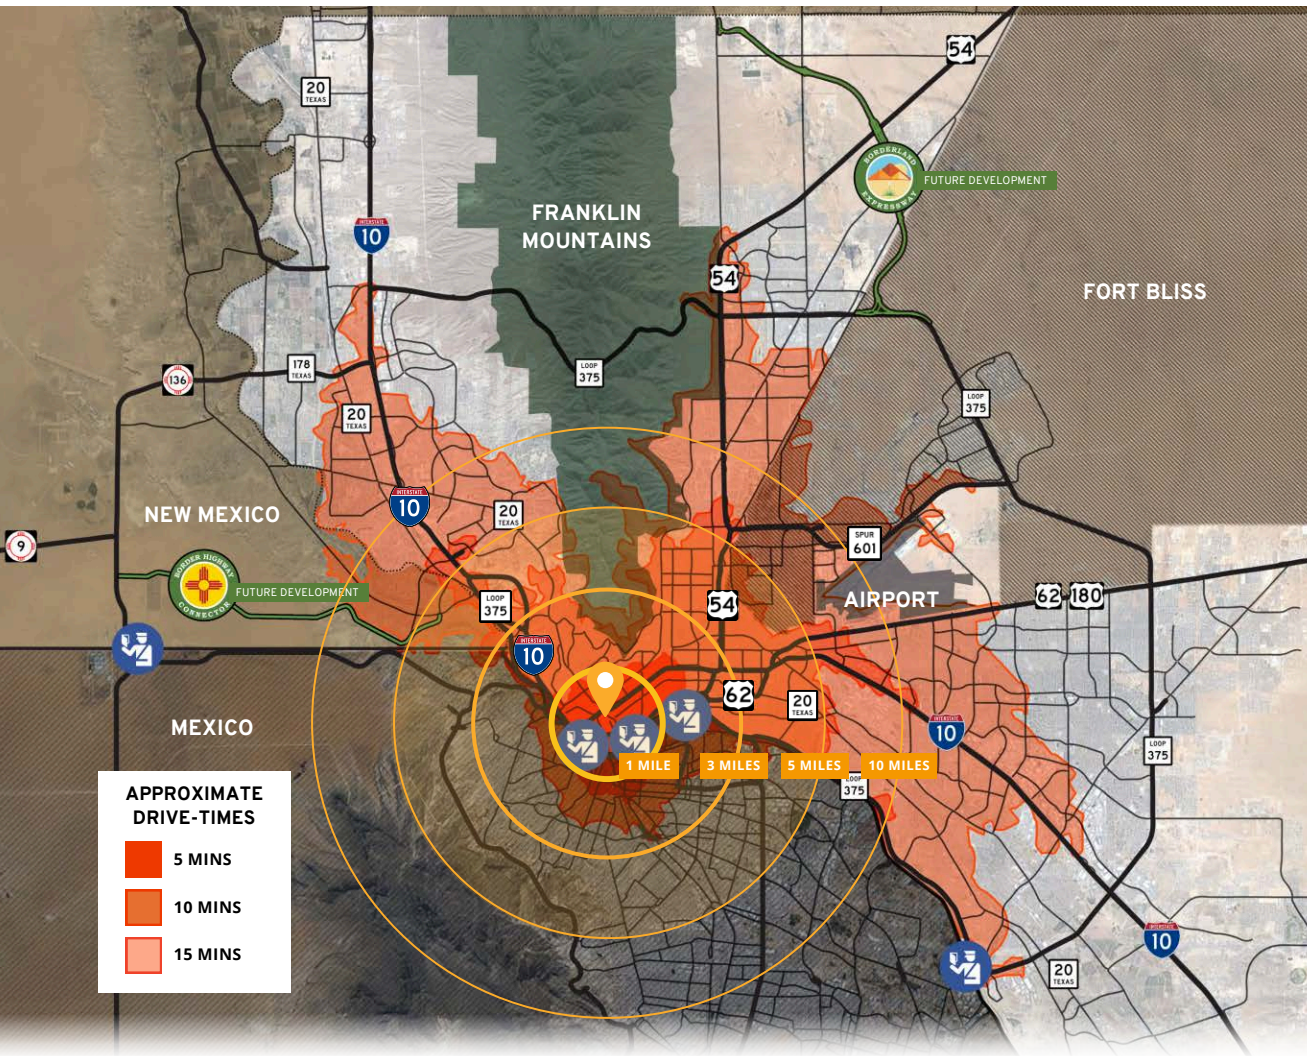 54
20
TEXAS
BORDERLAND
EXPRESSWAY
FUTURE DEVELOPMENT
FRANKLIN
MOUNTAINS
INTERSTATE
10
54
FORT BLISS
178
TEXAS
136
LOOP
375
LOOP
375
20
TEXAS
INTERSTATE
10
20
TEXAS
NEW MEXICO
9
SPUR
601
BORDER HIGHWAY
CONNECTOR
FUTURE DEVELOPMENT
LOOP
375
54
AIRPORT
62
180
INTERSTATE
10
62
20
TEXAS
MEXICO
INTERSTATE
10
LOOP
375
1 MILE
3 MILES
5 MILES
10 MILES
LOOP
375
APPROXIMATE
DRIVE-TIMES
5 MINS
10 MINS
15 MINS
INTERSTATE
10
20
TEXAS